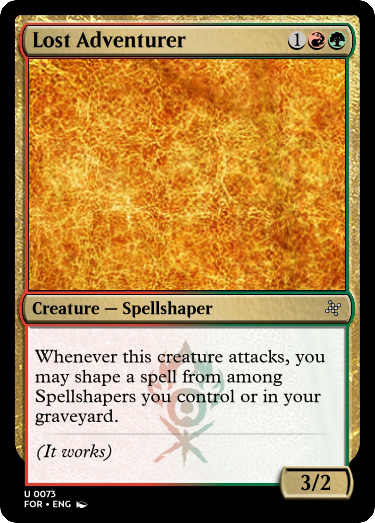 Lost Adventurer 1
Creature — Spellshaper
Whenever this creature attacks, you
may shape a spell from among
Spellshapers you control or in your
graveyard.
(It works)
3/2
U 0073
FOR • ENG